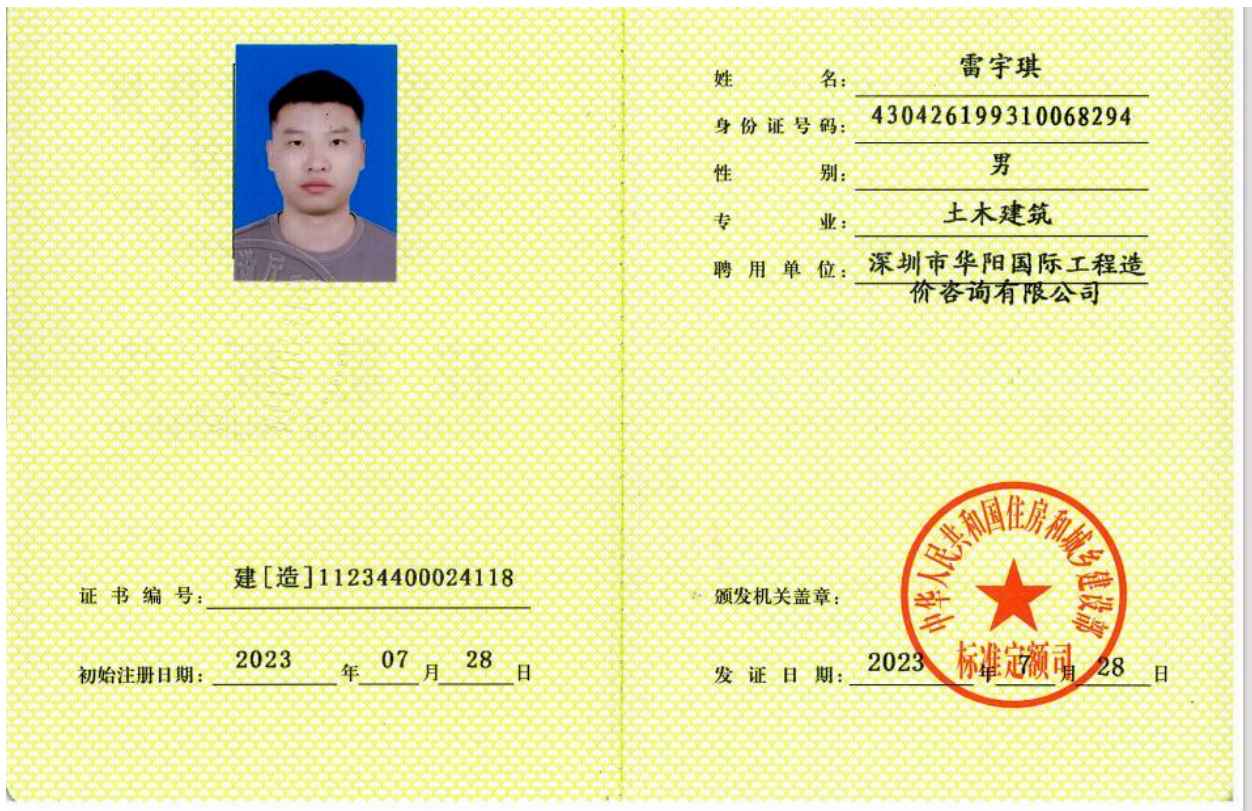 姓名：雷宇琪
身份证号码：430426199310068294
性别：男
专业：土木建筑
聘用单位：深圳市华阳国际工程造
价咨询有限公司
证书编号：建[造]11234400024118
初始注册日期：2023年07月28日
颁发机关盖章：
中华人民共和国住房和城乡建设部
标准定额司
发证日期：2023年7月28日